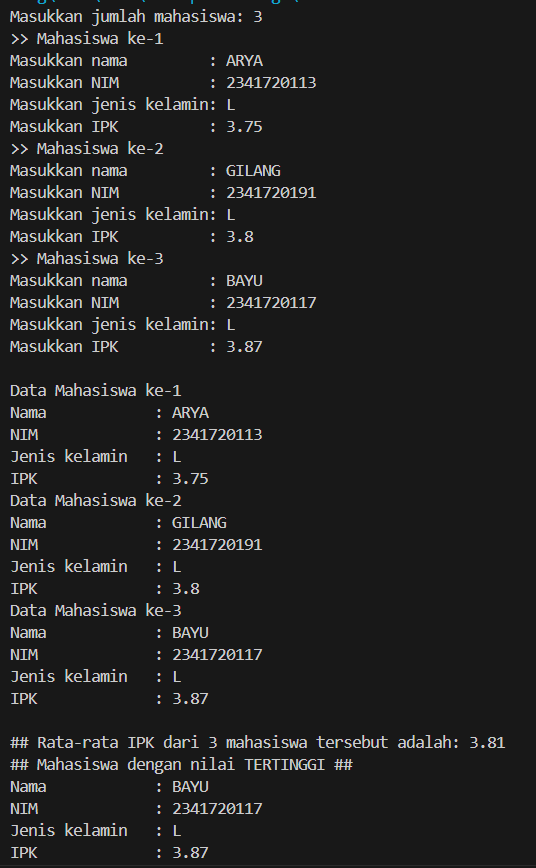 Masukkan jumlah mahasiswa: 3
>> Mahasiswa ke-1
Masukkan nama         : ARYA
Masukkan NIM          : 2341720113
Masukkan jenis kelamin: L
Masukkan IPK          : 3.75
>> Mahasiswa ke-2
Masukkan nama         : GILANG
Masukkan NIM          : 2341720191
Masukkan jenis kelamin: L
Masukkan IPK          : 3.8
>> Mahasiswa ke-3
Masukkan nama         : BAYU
Masukkan NIM          : 2341720117
Masukkan jenis kelamin: L
Masukkan IPK          : 3.87

Data Mahasiswa ke-1
Nama            : ARYA
NIM             : 2341720113
Jenis kelamin   : L
IPK             : 3.75
Data Mahasiswa ke-2
Nama            : GILANG
NIM             : 2341720191
Jenis kelamin   : L
IPK             : 3.8
Data Mahasiswa ke-3
Nama            : BAYU
NIM             : 2341720117
Jenis kelamin   : L
IPK             : 3.87

## Rata-rata IPK dari 3 mahasiswa tersebut adalah: 3.81
## Mahasiswa dengan nilai TERTINGGI ##
Nama            : BAYU
NIM             : 2341720117
Jenis kelamin   : L
IPK             : 3.87